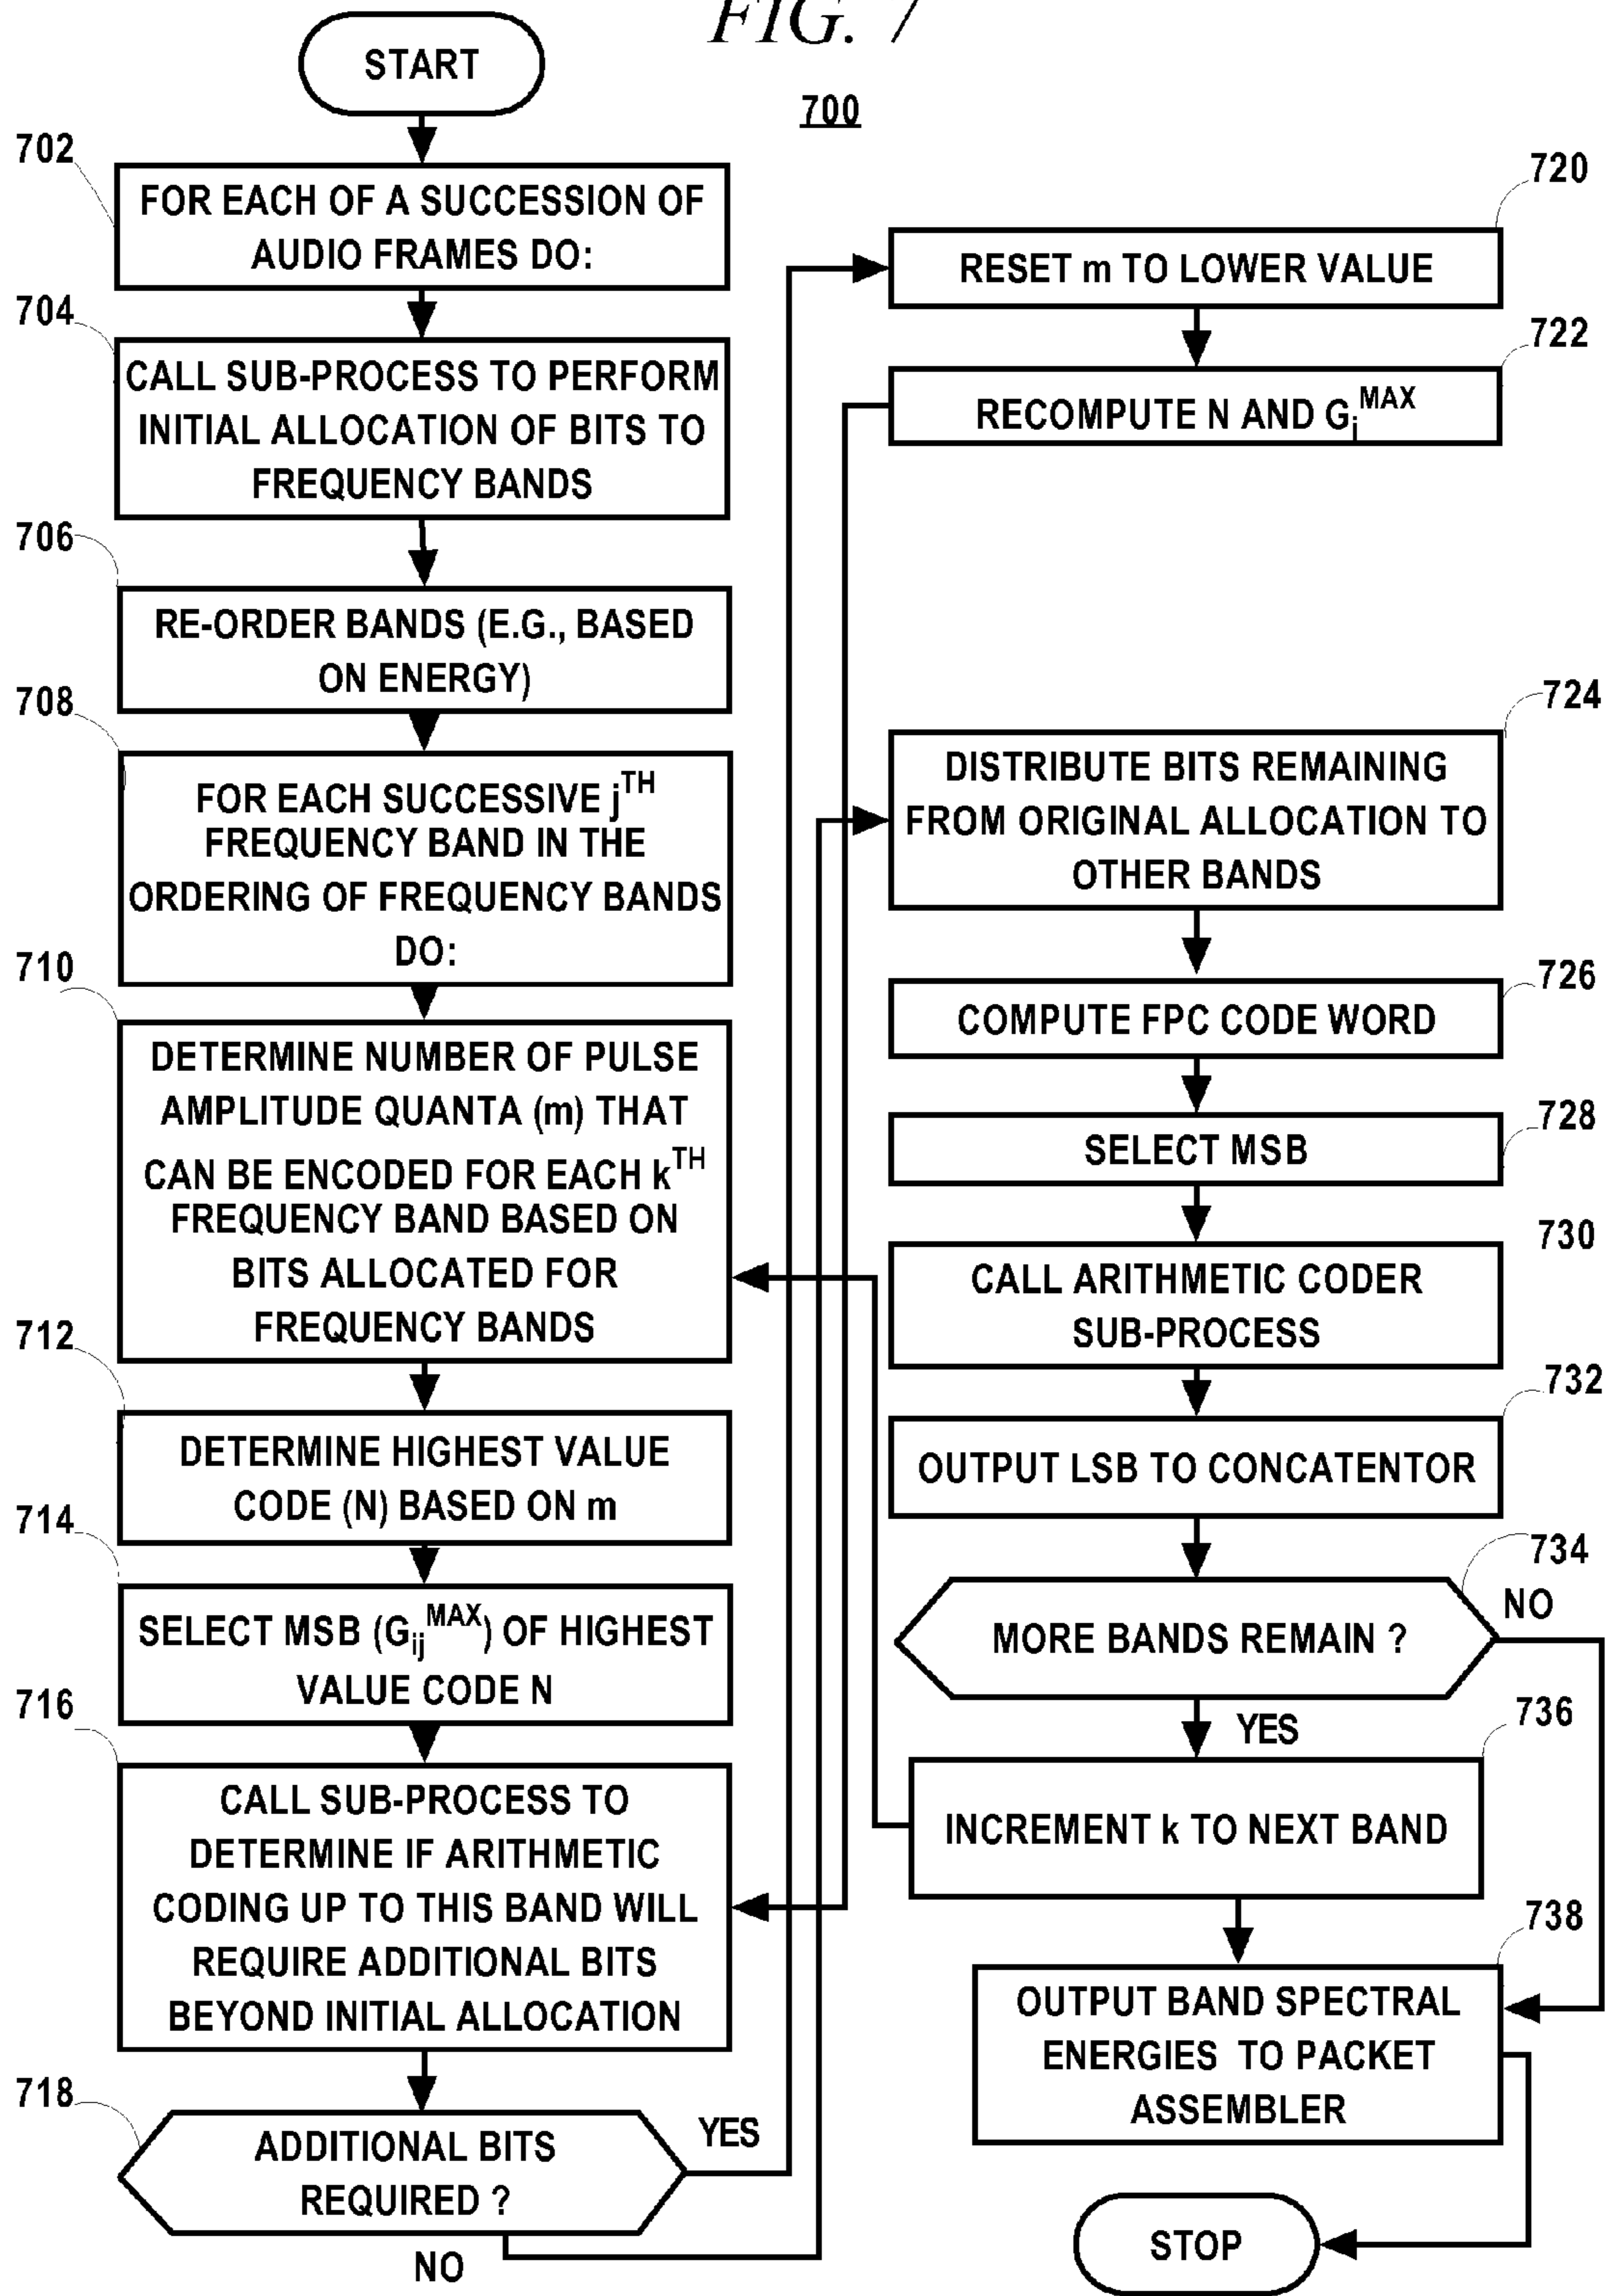 FIG. 7
700
START
702
FOR EACH OF A SUCCESSION OF
AUDIO FRAMES DO:
704
CALL SUB-PROCESS TO PERFORM
INITIAL ALLOCATION OF BITS TO
FREQUENCY BANDS
706
RE-ORDER BANDS (E.G., BASED
ON ENERGY)
708
FOR EACH SUCCESSIVE j^TH
FREQUENCY BAND IN THE
ORDERING OF FREQUENCY BANDS
DO:
710
DETERMINE NUMBER OF PULSE
AMPLITUDE QUANTA (m) THAT
CAN BE ENCODED FOR EACH k^TH
FREQUENCY BAND BASED ON
BITS ALLOCATED FOR
FREQUENCY BANDS
712
DETERMINE HIGHEST VALUE
CODE (N) BASED ON m
714
SELECT MSB (G_ij^MAX) OF HIGHEST
VALUE CODE N
716
CALL SUB-PROCESS TO
DETERMINE IF ARITHMETIC
CODING UP TO THIS BAND WILL
REQUIRE ADDITIONAL BITS
BEYOND INITIAL ALLOCATION
718
ADDITIONAL BITS
REQUIRED ?
YES
NO
720
RESET m TO LOWER VALUE
722
RECOMPUTE N AND G_i^MAX
724
DISTRIBUTE BITS REMAINING
FROM ORIGINAL ALLOCATION TO
OTHER BANDS
726
COMPUTE FPC CODE WORD
728
SELECT MSB
730
CALL ARITHMETIC CODER
SUB-PROCESS
732
OUTPUT LSB TO CONCATENTOR
734
MORE BANDS REMAIN ?
NO
YES
736
INCREMENT k TO NEXT BAND
738
OUTPUT BAND SPECTRAL
ENERGIES TO PACKET
ASSEMBLER
STOP